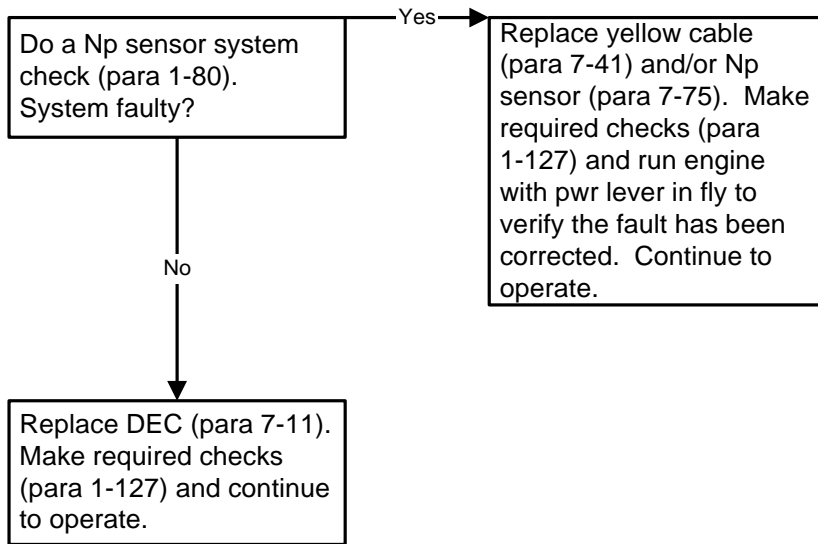 Do a Np sensor system
check (para 1-80).
System faulty?
Yes
Replace yellow cable
(para 7-41) and/or Np
sensor (para 7-75).  Make
required checks (para
1-127) and run engine
with pwr lever in fly to
verify the fault has been
corrected.  Continue to
operate.
No
Replace DEC (para 7-11).
Make required checks
(para 1-127) and continue
to operate.